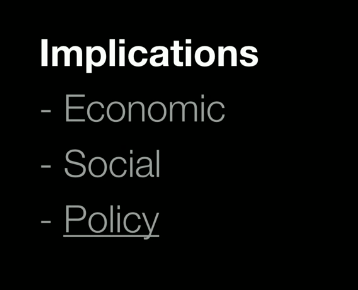 Implications
- Economic
- Social
- Policy